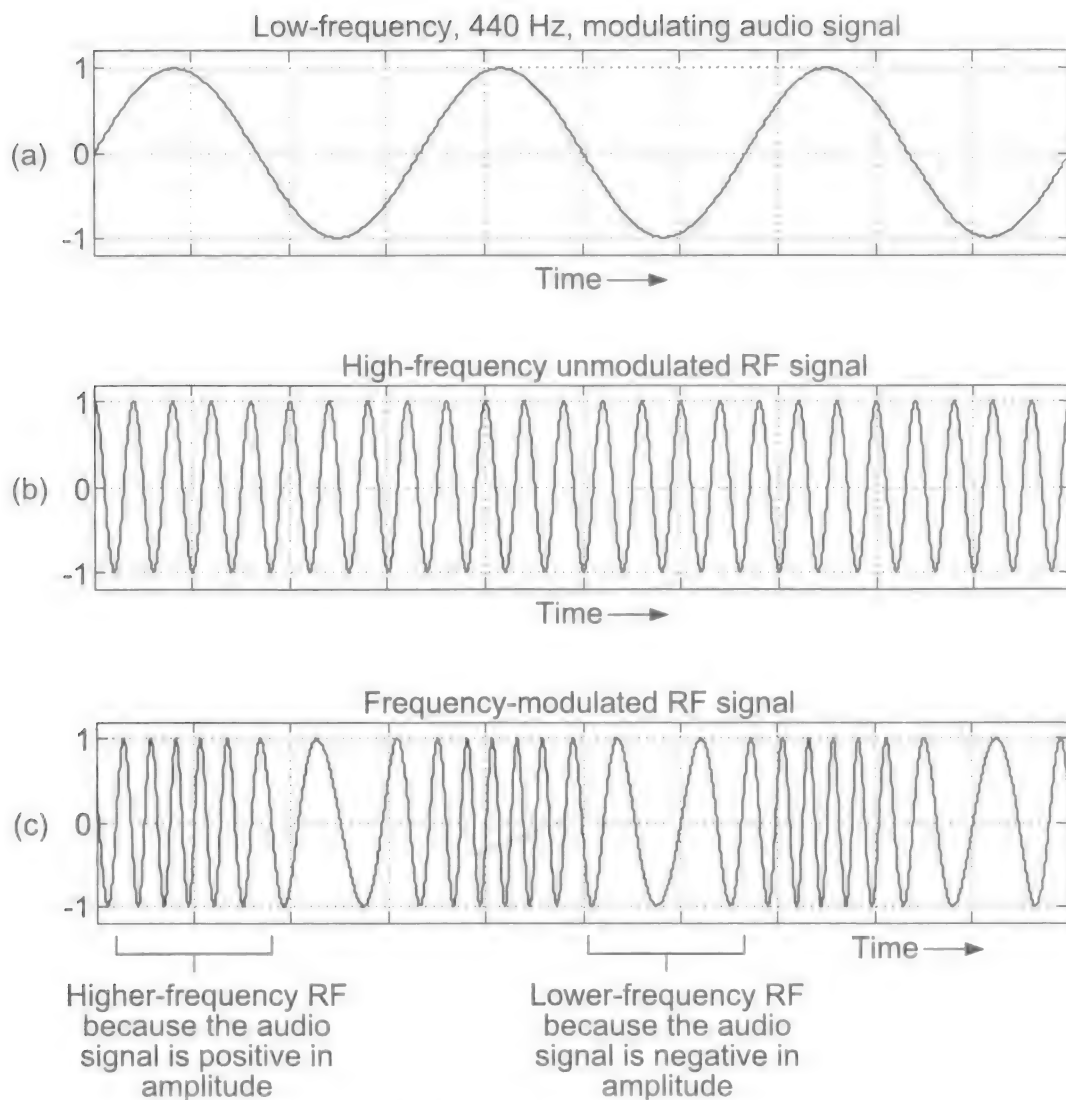 Low-frequency, 440 Hz, modulating audio signal
1
(a) 0
-1
Time
High-frequency unmodulated RF signal
1
(b) 0
-1
Time
Frequency-modulated RF signal
1
(c) 0
-1
Time
Higher-frequency RF
because the audio
signal is positive in
amplitude
Lower-frequency RF
because the audio
signal is negative in
amplitude